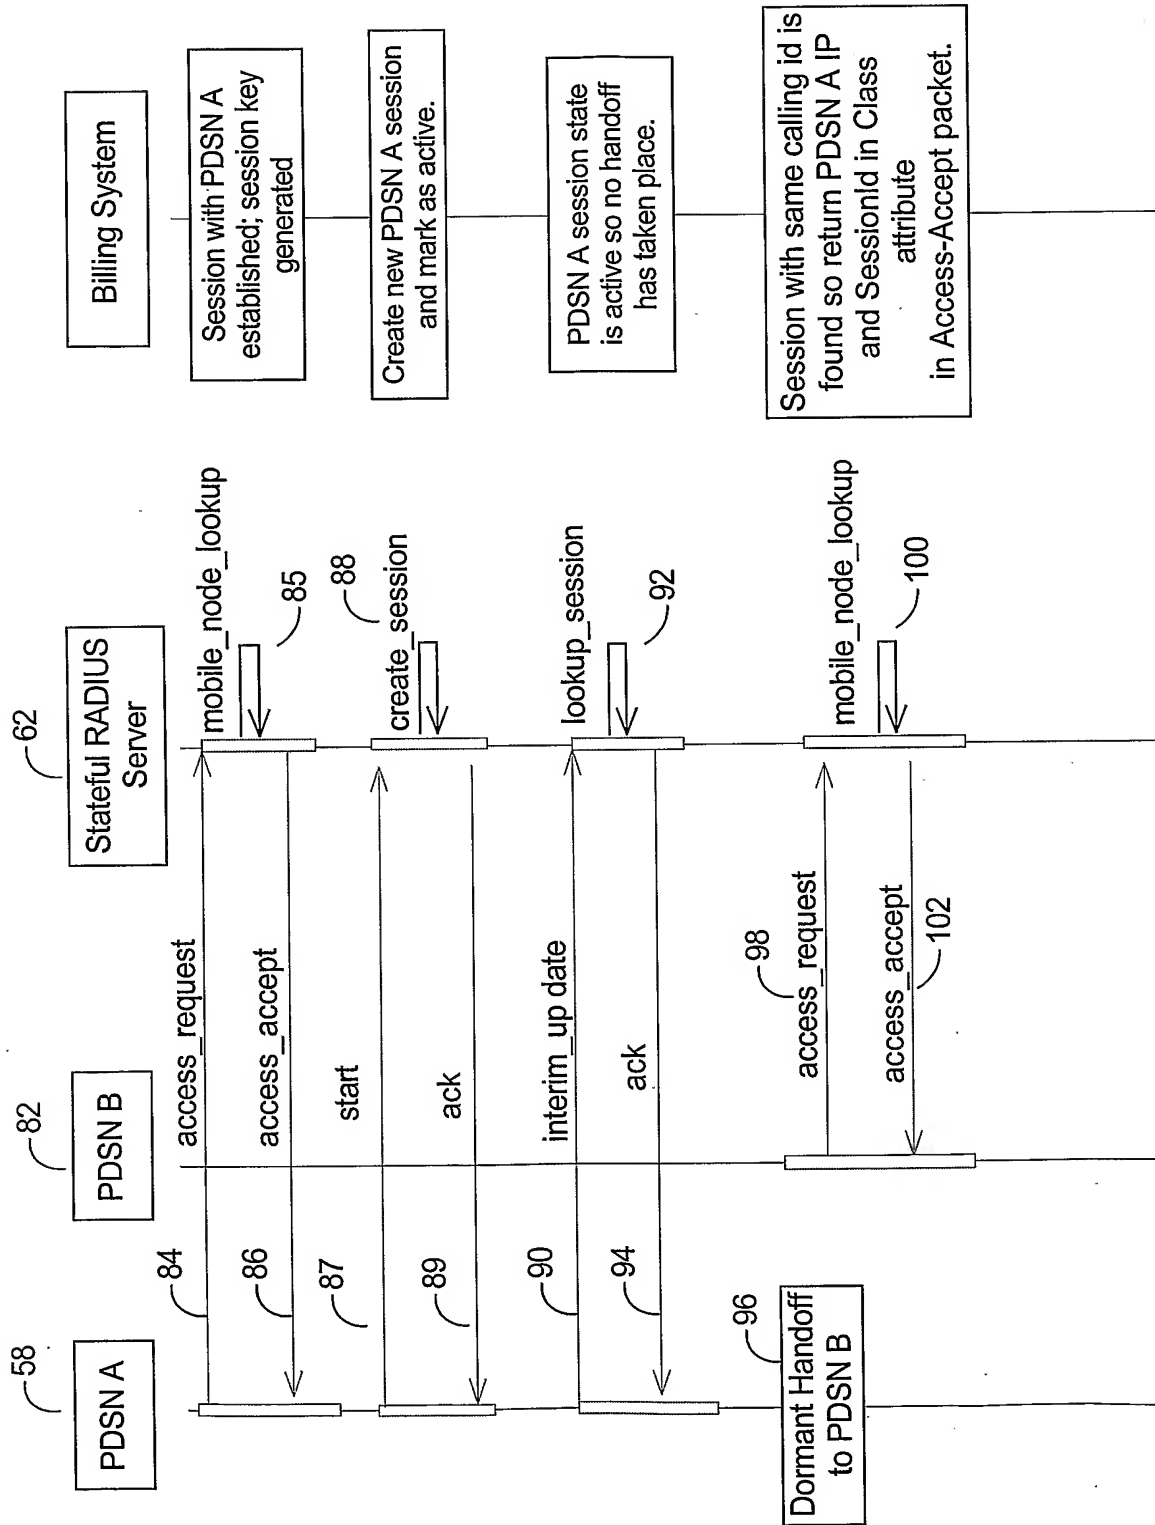 58
PDSN A
82
PDSN B
62
Stateful RADIUS
Server
Billing System
84
access_request
mobile_node_lookup
85
Session with PDSN A
established; session key
generated
86
access_accept
87
start
88
create_session
Create new PDSN A session
and mark as active.
89
ack
90
interim_up date
lookup_session
92
PDSN A session state
is active so no handoff
has taken place.
94
ack
96
Dormant Handoff
to PDSN B
98
access_request
mobile_node_lookup
100
Session with same calling id is
found so return PDSN A IP
and SessionId in Class
attribute
in Access-Accept packet.
access_accept
102